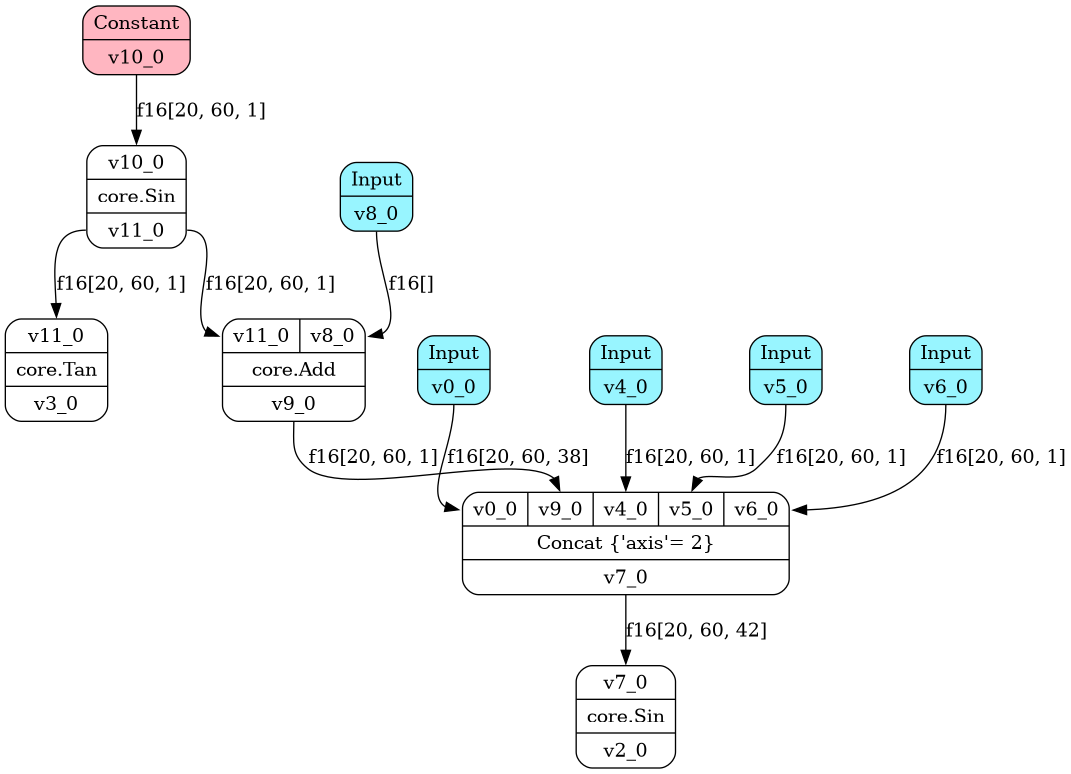 Constant
v10_0
f16[20, 60, 1]
v10_0
core.Sin
v11_0
Input
v8_0
f16[20, 60, 1]
f16[20, 60, 1]
f16[]
v11_0
core.Tan
v3_0
v11_0 v8_0
core.Add
v9_0
Input
v0_0
Input
v4_0
Input
v5_0
Input
v6_0
f16[20, 60, 1]
f16[20, 60, 38]
f16[20, 60, 1]
f16[20, 60, 1]
f16[20, 60, 1]
v0_0 v9_0 v4_0 v5_0 v6_0
Concat {'axis'= 2}
v7_0
f16[20, 60, 42]
v7_0
core.Sin
v2_0